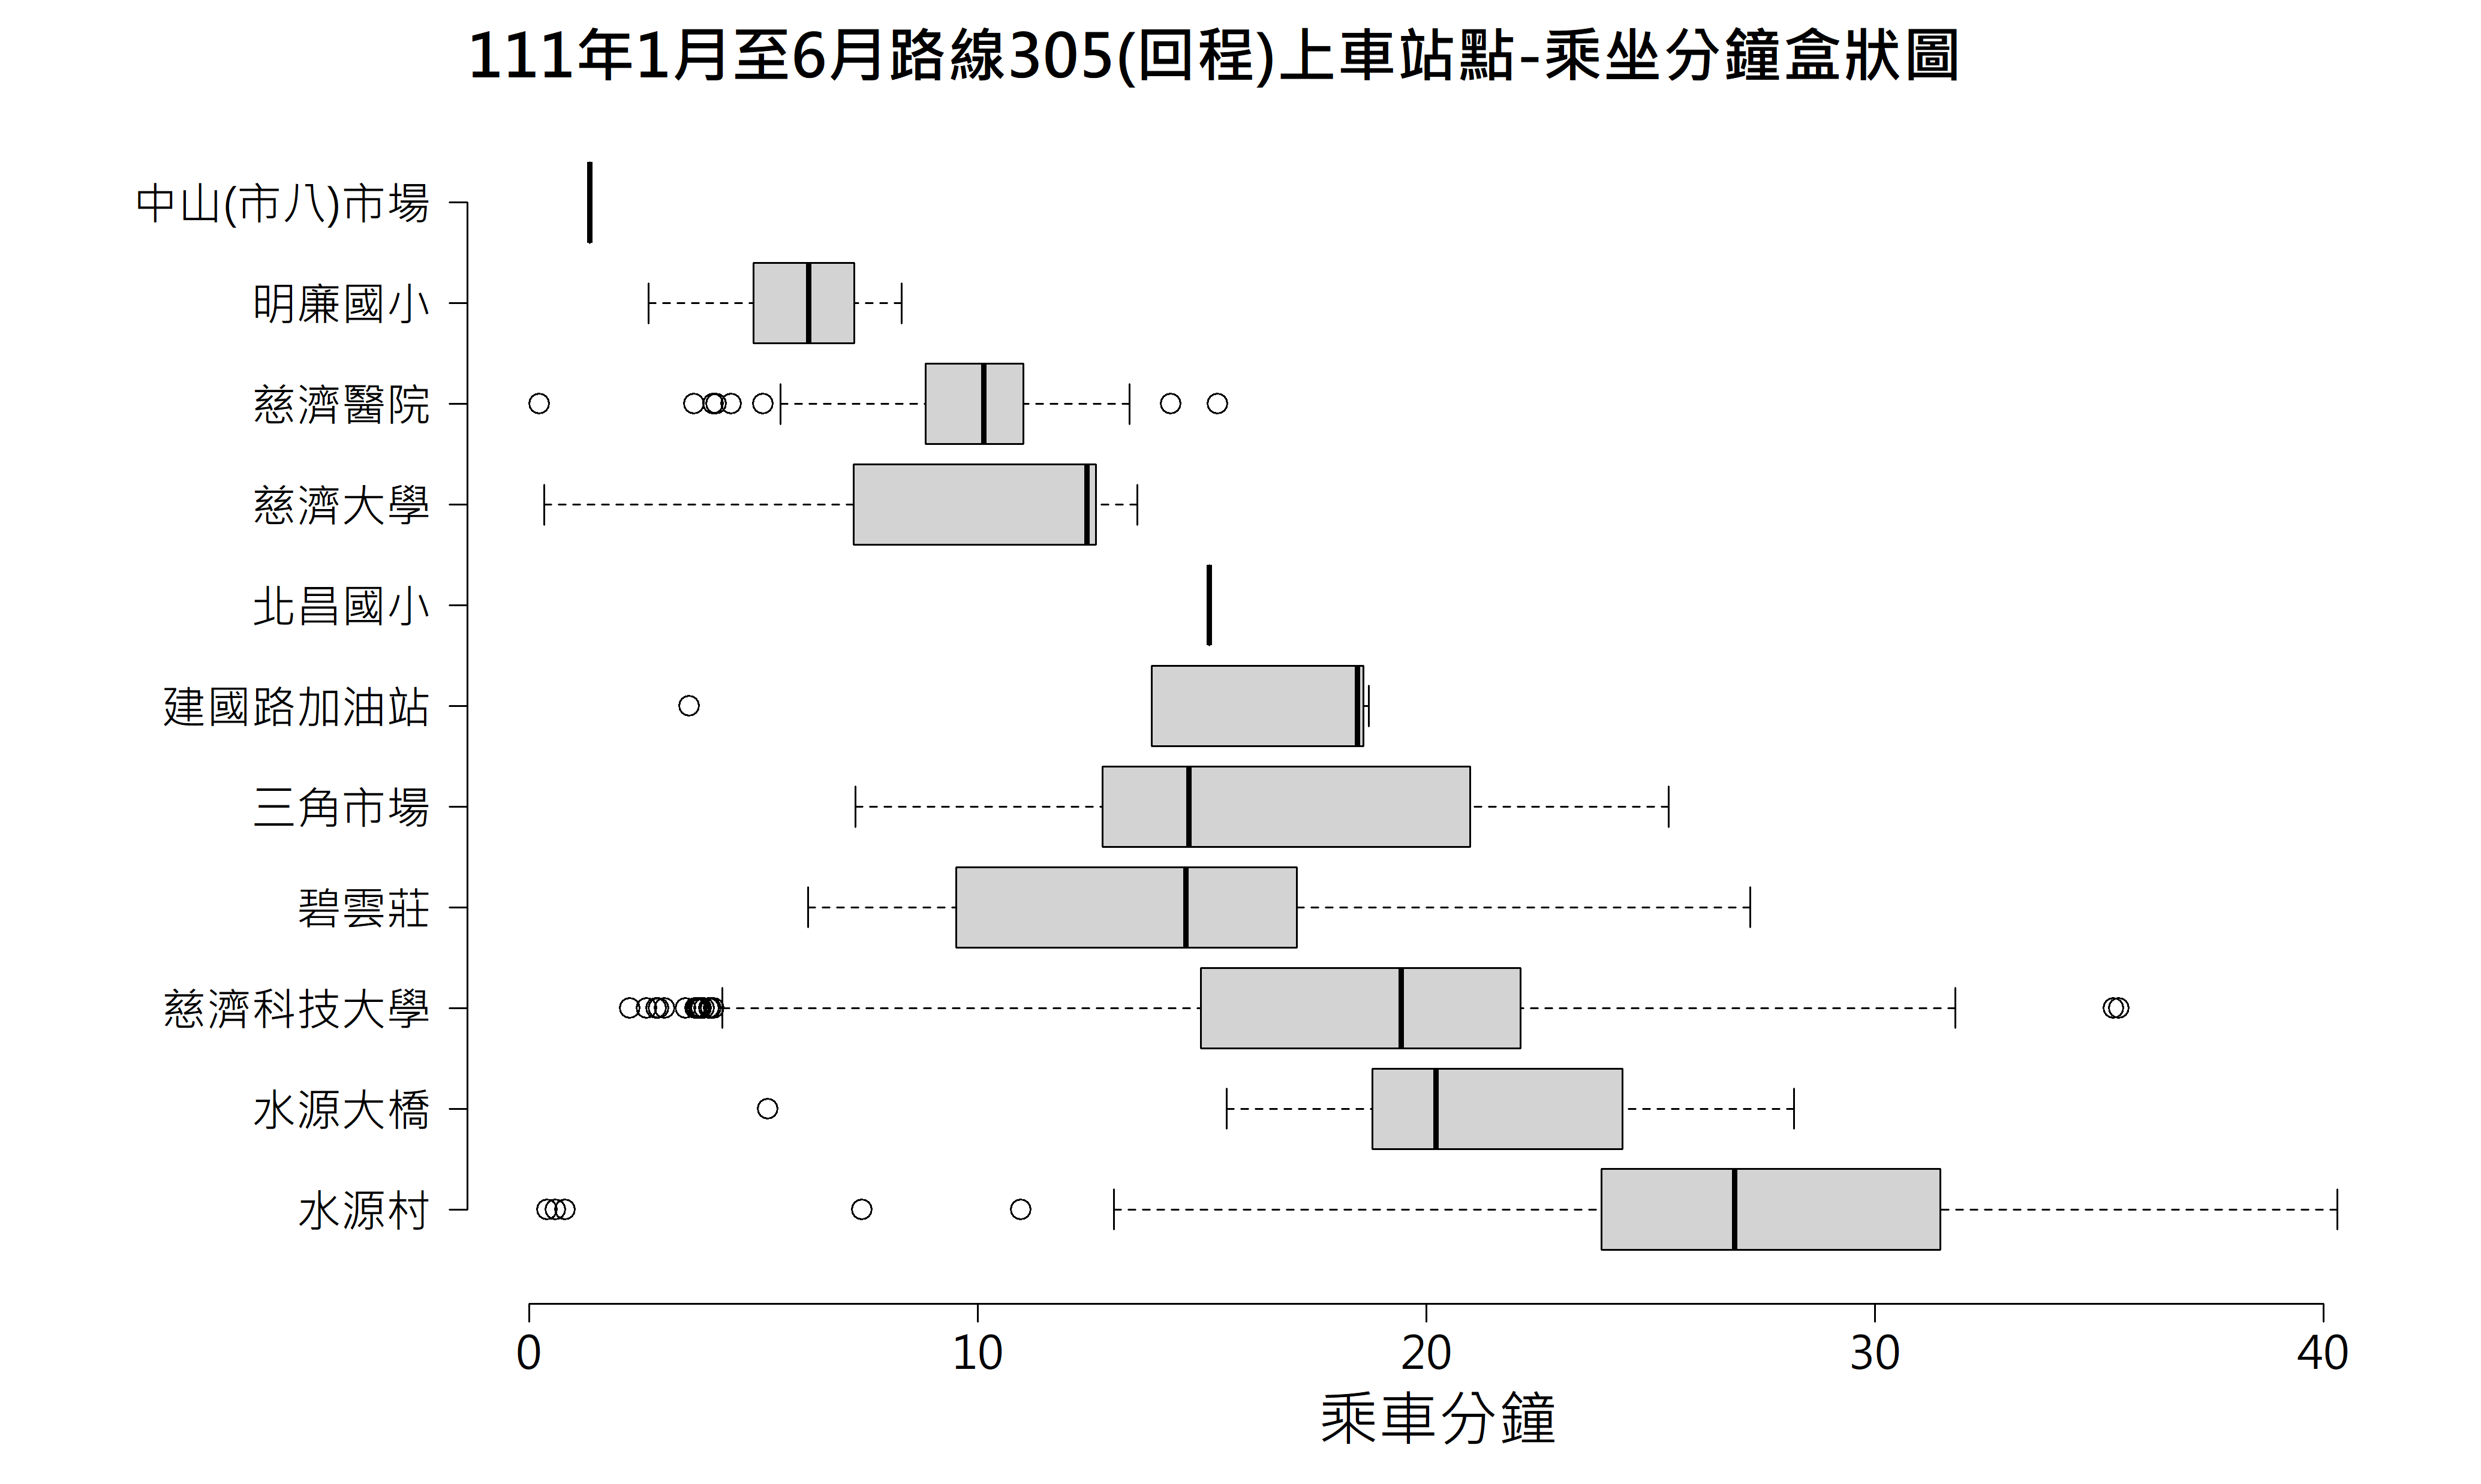 111年1月至6月路線305(回程)上車站點-乘坐分鐘盒狀圖
中山(市八)市場
明廉國小
慈濟醫院
慈濟大學
北昌國小
建國路加油站
三角市場
碧雲莊
慈濟科技大學
水源大橋
水源村
0 10 20 30 40
乘車分鐘